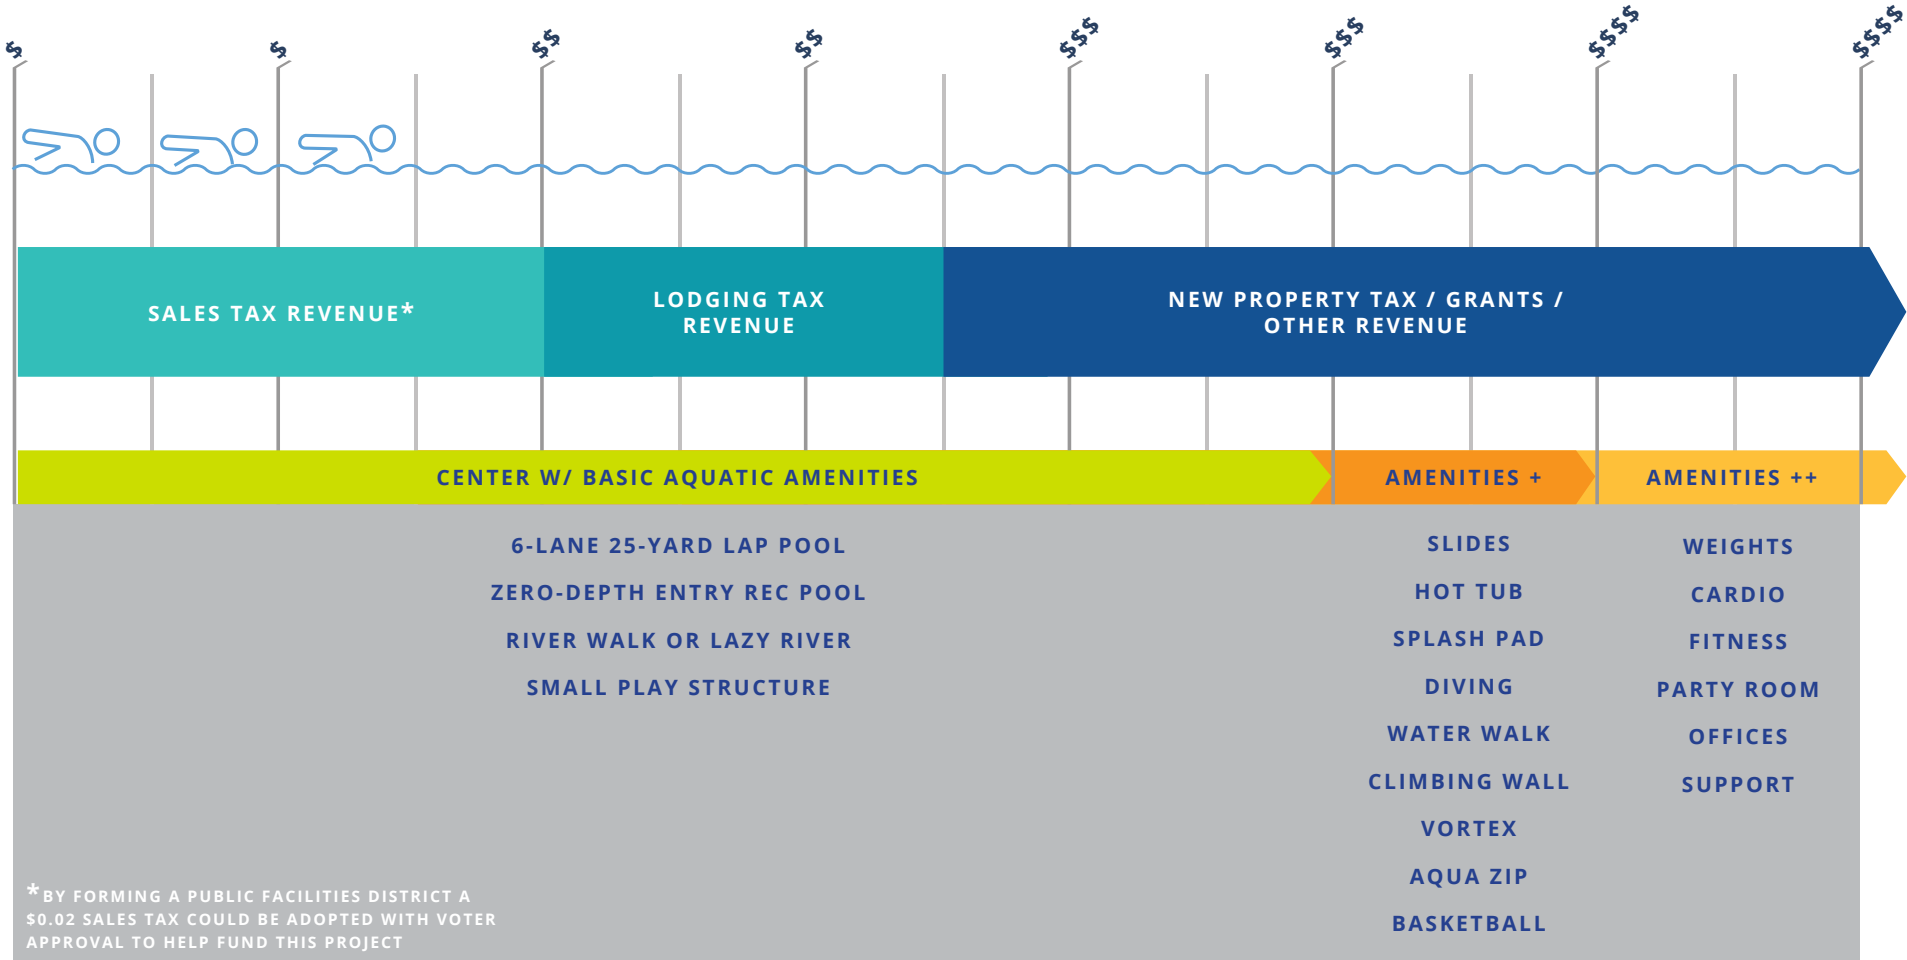 $ $ $$ $$ $$$ $$$ $$$$ $$$$
SALES TAX REVENUE*
LODGING TAX
REVENUE
NEW PROPERTY TAX / GRANTS /
OTHER REVENUE
CENTER W/ BASIC AQUATIC AMENITIES
AMENITIES +
AMENITIES ++
6-LANE 25-YARD LAP POOL
ZERO-DEPTH ENTRY REC POOL
RIVER WALK OR LAZY RIVER
SMALL PLAY STRUCTURE
SLIDES
HOT TUB
SPLASH PAD
DIVING
WATER WALK
CLIMBING WALL
VORTEX
AQUA ZIP
BASKETBALL
WEIGHTS
CARDIO
FITNESS
PARTY ROOM
OFFICES
SUPPORT
*BY FORMING A PUBLIC FACILITIES DISTRICT A
$0.02 SALES TAX COULD BE ADOPTED WITH VOTER
APPROVAL TO HELP FUND THIS PROJECT